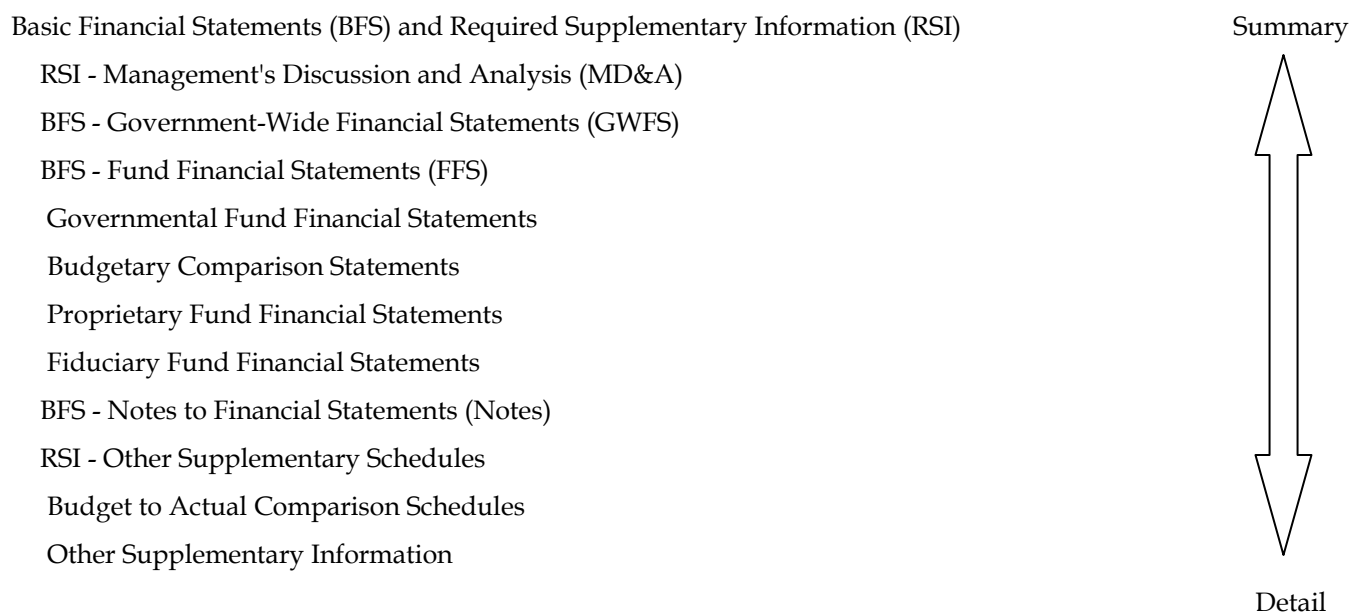 Basic Financial Statements (BFS) and Required Supplementary Information (RSI)
Summary
RSI - Management's Discussion and Analysis (MD&A)
BFS - Government-Wide Financial Statements (GWFS)
BFS - Fund Financial Statements (FFS)
Governmental Fund Financial Statements
Budgetary Comparison Statements
Proprietary Fund Financial Statements
Fiduciary Fund Financial Statements
BFS - Notes to Financial Statements (Notes)
RSI - Other Supplementary Schedules
Budget to Actual Comparison Schedules
Other Supplementary Information
Detail